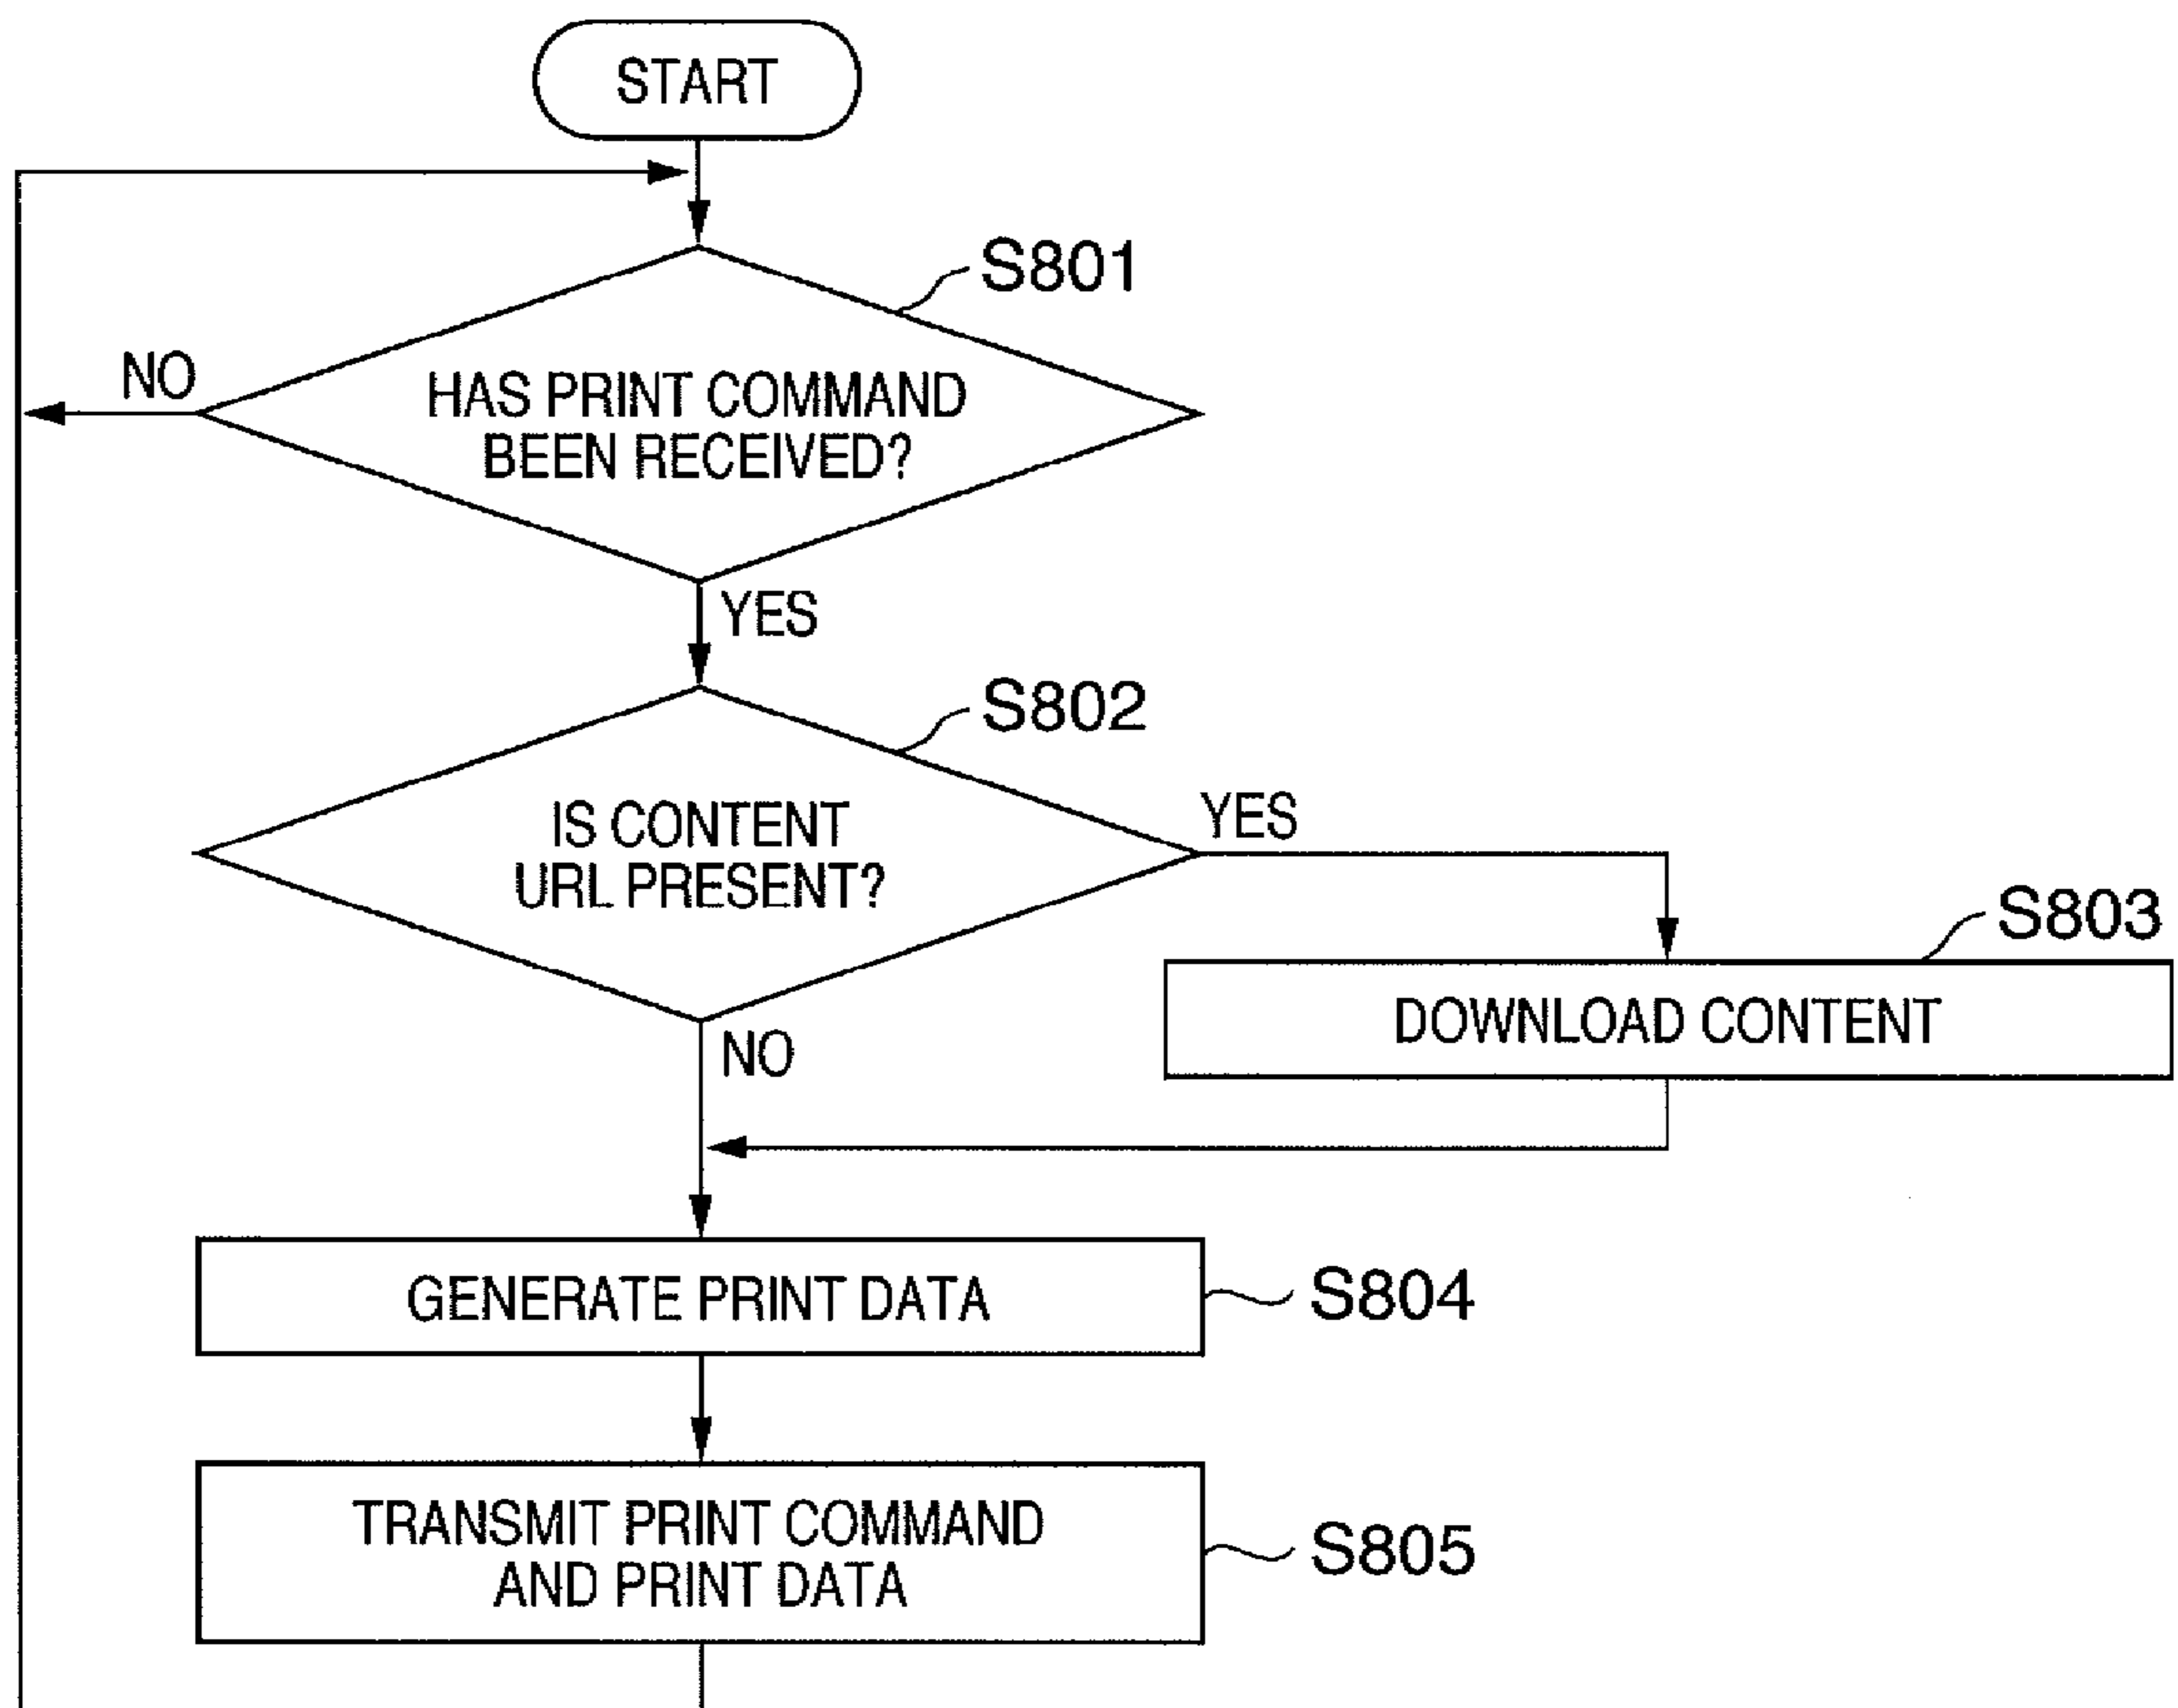 START
S801
HAS PRINT COMMAND
BEEN RECEIVED?
NO
YES
S802
IS CONTENT
URL PRESENT?
YES
S803
DOWNLOAD CONTENT
NO
GENERATE PRINT DATA
S804
TRANSMIT PRINT COMMAND
AND PRINT DATA
S805